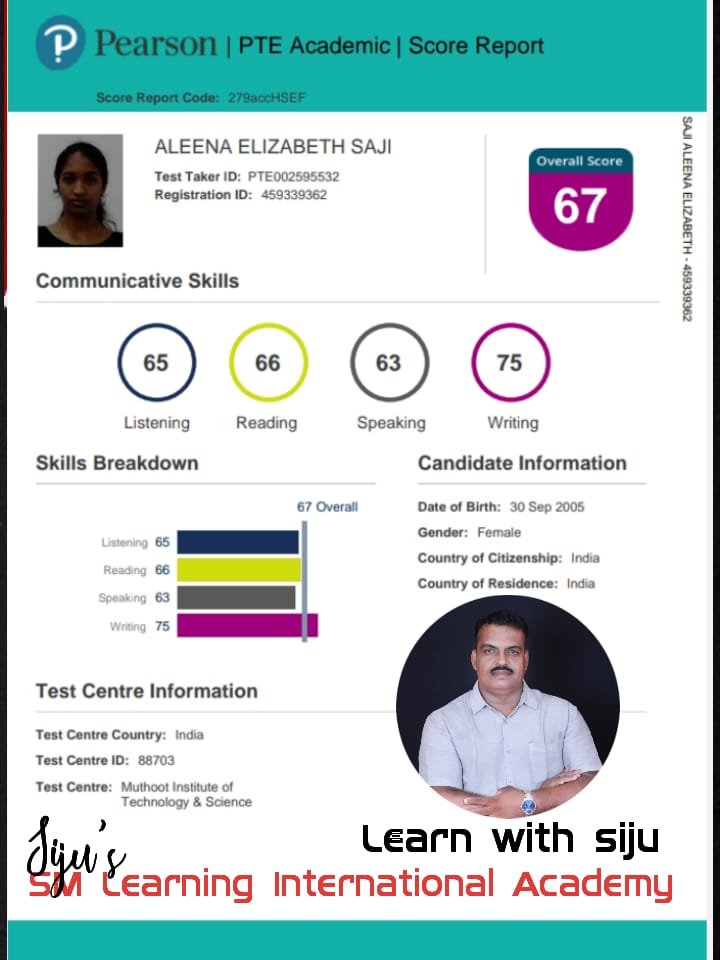 Pearson | PTE Academic | Score Report
Score Report Code: 279accHSEF
ALEENA ELIZABETH SAJI
Test Taker ID: PTE002595532
Registration ID: 459339362
Overall Score
67
SAJI ALEENA ELIZABETH - 459339362
Communicative Skills
65 66 63 75
Listening Reading Speaking Writing
Skills Breakdown
67 Overall
Listening 65
Reading 66
Speaking 63
Writing 75
Candidate Information
Date of Birth: 30 Sep 2005
Gender: Female
Country of Citizenship: India
Country of Residence: India
Test Centre Information
Test Centre Country: India
Test Centre ID: 88703
Test Centre: Muthoot Institute of
Technology & Science
Siju's
Learn with siju
SM Learning International Academy